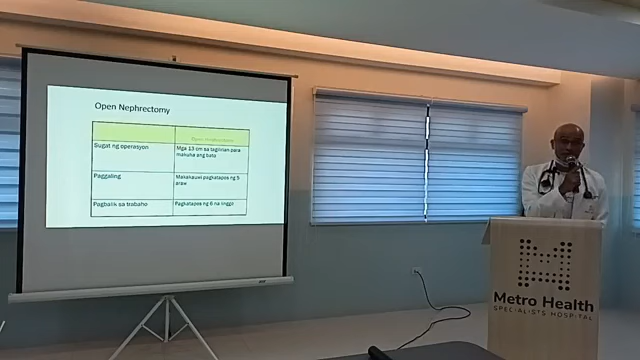 Open Nephrectomy
Open Nephrectomy
Sugat ng operasyon
Mga 13 cm sa tagiliran para
makuha ang bato
Paggaling
Makakauwi pagkatapos ng 5
araw
Pagbalik sa trabaho
Pagkatapos ng 6 na linggo
Metro Health
SPECIALISTS HOSPITAL